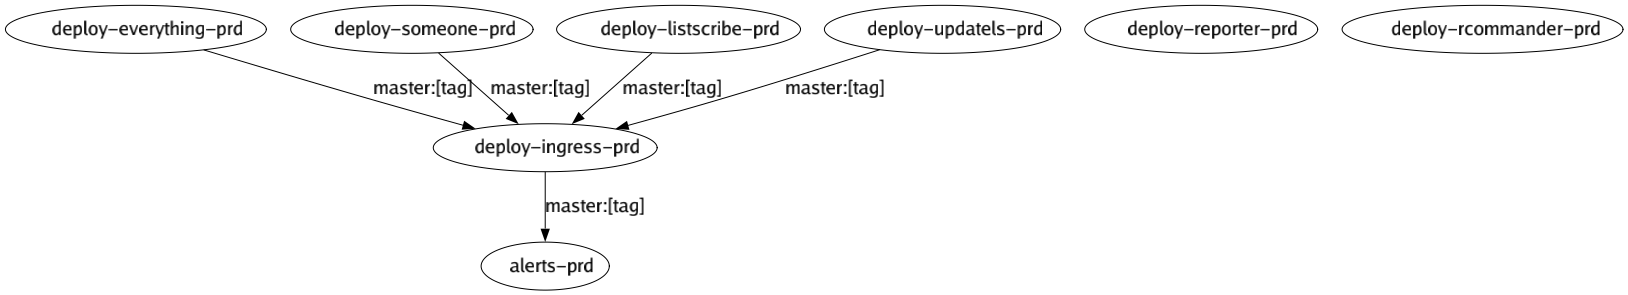 deploy-everything-prd
deploy-someone-prd
deploy-listscribe-prd
deploy-updatels-prd
deploy-reporter-prd
deploy-rcommander-prd
master:[tag]
master:[tag]
master:[tag]
master:[tag]
deploy-ingress-prd
master:[tag]
alerts-prd